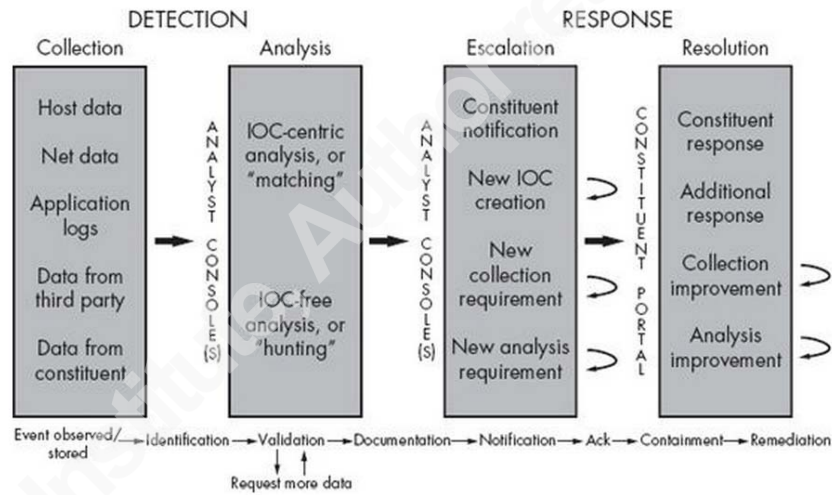 DETECTION
RESPONSE
Collection
Analysis
Escalation
Resolution
Host data
Net data
Application
logs
Data from
third party
Data from
constituent
ANALYST CONSOLE(S)
IOC-centric
analysis, or
“matching”
IOC-free
analysis, or
“hunting”
ANALYST CONSOLE(S)
Constituent
notification
New IOC
creation
New
collection
requirement
New analysis
requirement
CONSTITUENT PORTAL
Constituent
response
Additional
response
Collection
improvement
Analysis
improvement
Event observed/
stored
Identification
Validation
Documentation
Notification
Ack
Containment
Remediation
Request more data
Institute, Author